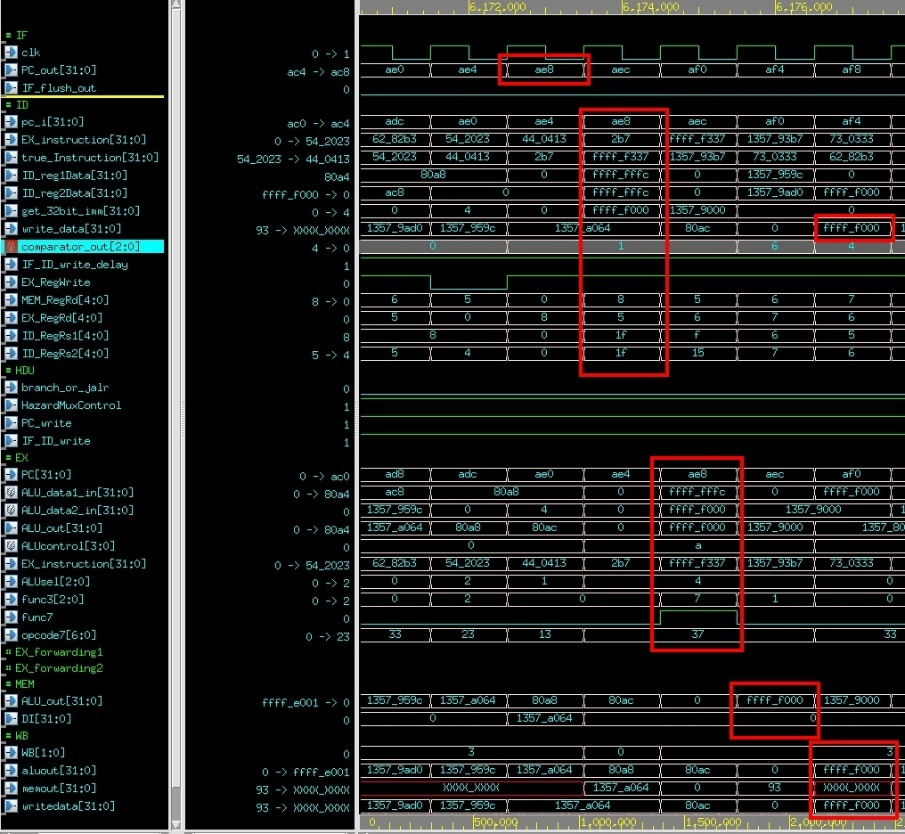 6,172,000 6,174,000 6,176,000
= IF
clk 0 -> 1
PC_out[31:0] ac4 -> ac8 ae0 ae4 ae8 aec af0 af4 af8
IF_flush_out 0
= ID
pc_i[31:0] ac0 -> ac4 adc ae0 ae4 ae8 aec af0 af4
EX_instruction[31:0] 0 -> 54_2023 62_82b3 54_2023 44_0413 2b7 ffff_f337 1357_93b7 73_0333
true_Instruction[31:0] 54_2023 -> 44_0413 54_2023 44_0413 2b7 ffff_f337 1357_93b7 73_0333 62_82b3
ID_reg1Data[31:0] 80a4 80a8 0 ffff_fffc 0 1357_959c 0
ID_reg2Data[31:0] ffff_f000 -> 0 ac8 0 ffff_fffc 0 1357_9ad0 ffff_f000
get_32bit_imm[31:0] 0 -> 4 0 4 0 ffff_f000 1357_9000 0
write_data[31:0] 93 -> XXXX_XXXX 1357_9ad0 1357_959c 1357_a064 80ac 0 ffff_f000 1
comparator_out[2:0] 4 -> 0 0 1 6 4
IF_ID_write_delay 1
EX_RegWrite 0
MEM_RegRd[4:0] 8 -> 0 6 5 0 8 5 6 7
EX_RegRd[4:0] 0 5 0 8 5 6 7 6
ID_RegRs1[4:0] 8 8 0 1f f 6 5
ID_RegRs2[4:0] 5 -> 4 5 4 0 1f 15 7 6
= HDU
branch_or_jalr 0
HazardMuxControl 1
PC_write 1
IF_ID_write 1
= EX
PC[31:0] 0 -> ac0 ad8 adc ae0 ae4 ae8 aec af0
ALU_data1_in[31:0] 0 -> 80a4 ac8 80a8 0 ffff_fffc 0 ffff_f000
ALU_data2_in[31:0] 0 1357_959c 0 4 0 ffff_f000 1357_9000 1
ALU_out[31:0] 0 -> 80a4 1357_a064 80a8 80ac 0 ffff_f000 1357_9000 1357_80
ALUcontrol[3:0] 0 0 a
EX_instruction[31:0] 0 -> 54_2023 62_82b3 54_2023 44_0413 2b7 ffff_f337 1357_93b7 73_0333
ALUsel[2:0] 0 -> 2 0 2 1 4 0
func3[2:0] 0 -> 2 0 2 0 7 1 0
func7 0
opcode7[6:0] 0 -> 23 33 23 13 37 33
= EX_forwarding1
= EX_forwarding2
= MEM
ALU_out[31:0] ffff_e001 -> 0 1357_959c 1357_a064 80a8 80ac 0 ffff_f000 1357_9000
DI[31:0] 0 0 1357_a064 0
= WB
WB[1:0] 0 3 0 3
aluout[31:0] 0 -> ffff_e001 1357_9ad0 1357_959c 1357_a064 80a8 80ac 0 ffff_f000 1
memout[31:0] 93 -> XXXX_XXXX XXXX_XXXX 1357_a064 0 93 XXXX_XXXX
writedata[31:0] 93 -> XXXX_XXXX 1357_9ad0 1357_959c 1357_a064 80ac 0 ffff_f000 1
0 500,000 1,000,000 1,500,000 2,000,000